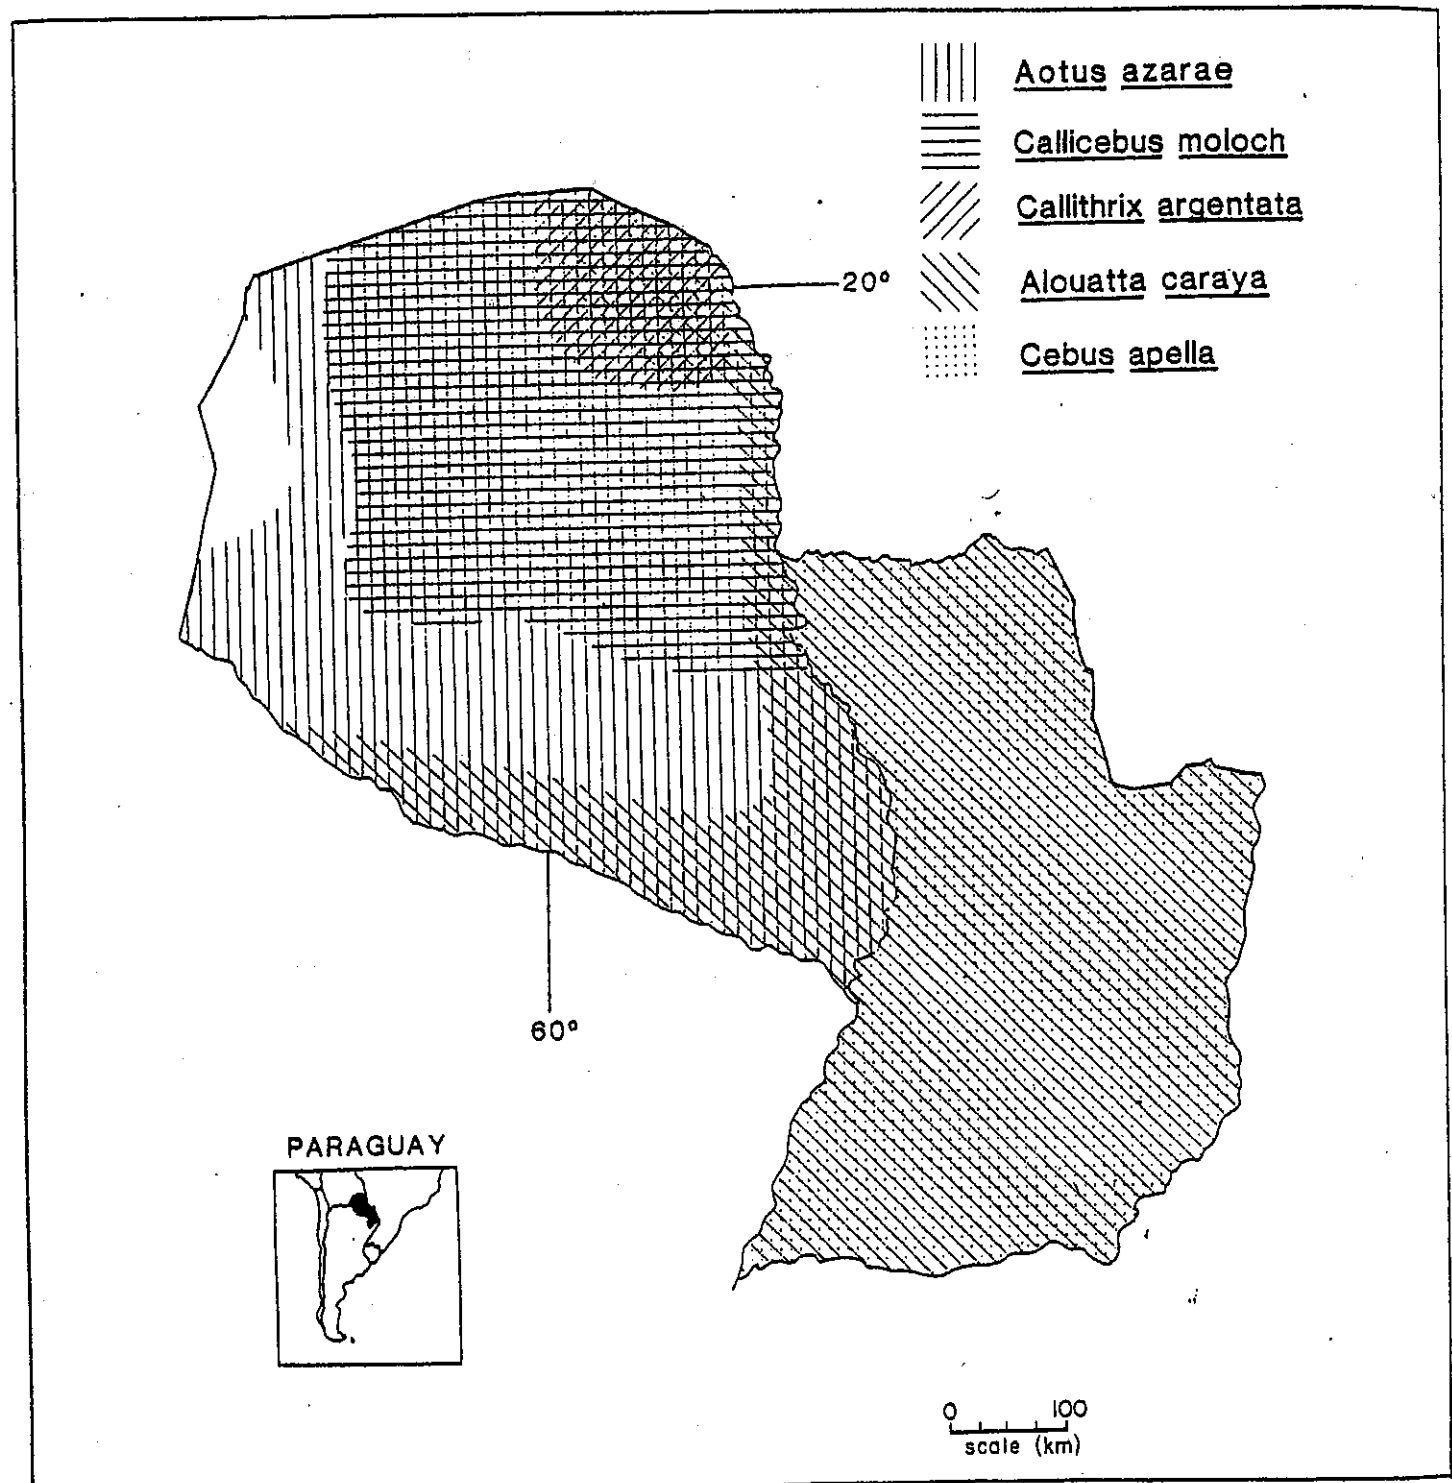 Aotus azarae
Callicebus moloch
Callithrix argentata
Alouatta caraya
Cebus apella
20°
60°
PARAGUAY
0 100
scale (km)